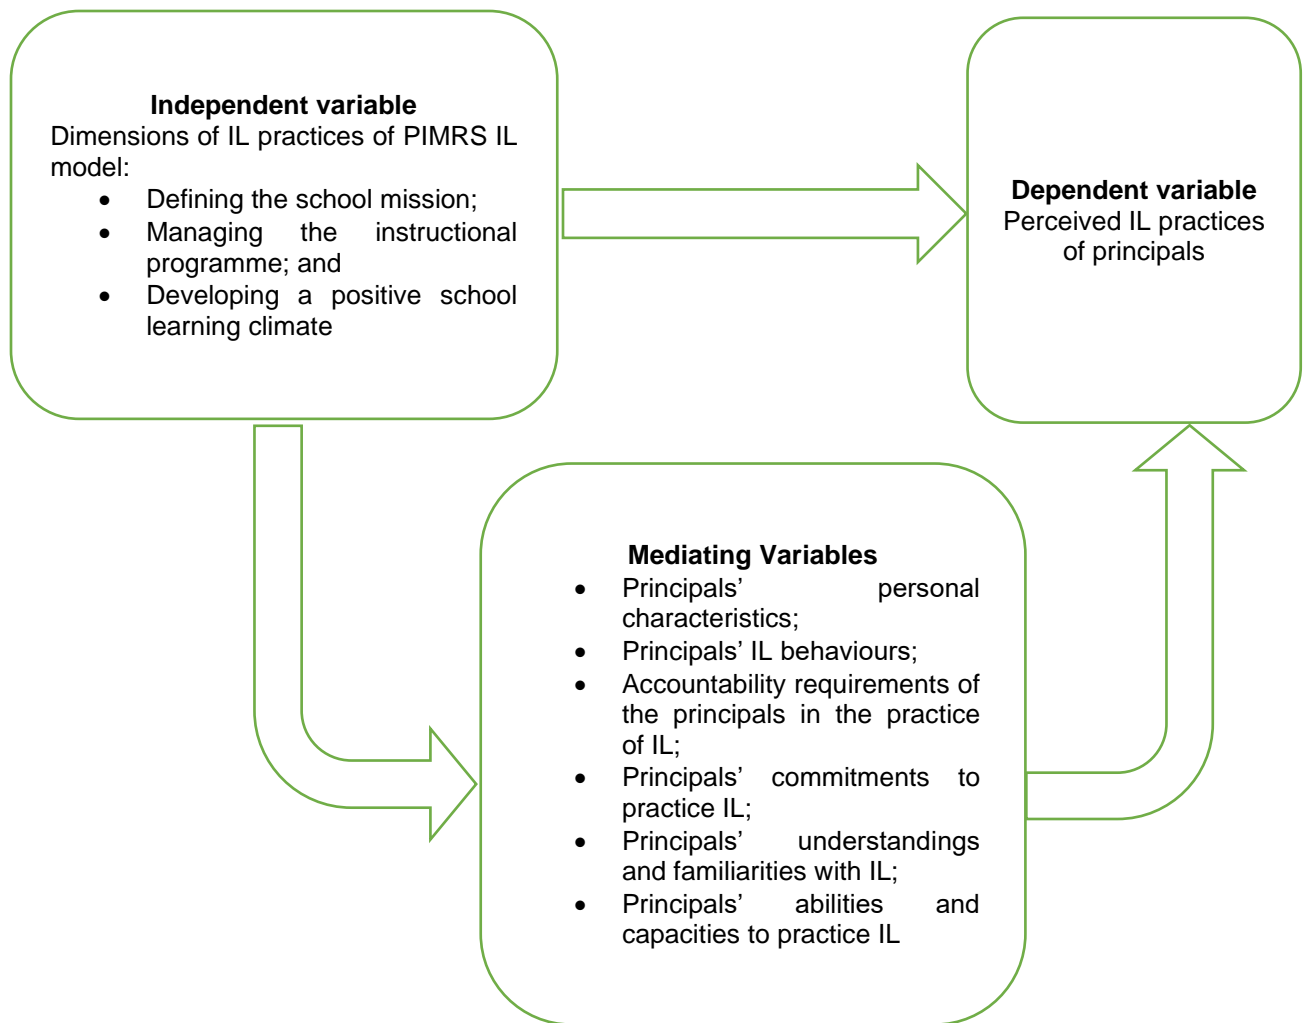 Independent variable
Dimensions of IL practices of PIMRS IL
model:
• Defining the school mission;
• Managing the instructional
programme; and
• Developing a positive school
learning climate
Dependent variable
Perceived IL practices
of principals
Mediating Variables
• Principals’ personal
characteristics;
• Principals’ IL behaviours;
• Accountability requirements of
the principals in the practice
of IL;
• Principals’ commitments to
practice IL;
• Principals’ understandings
and familiarities with IL;
• Principals’ abilities and
capacities to practice IL